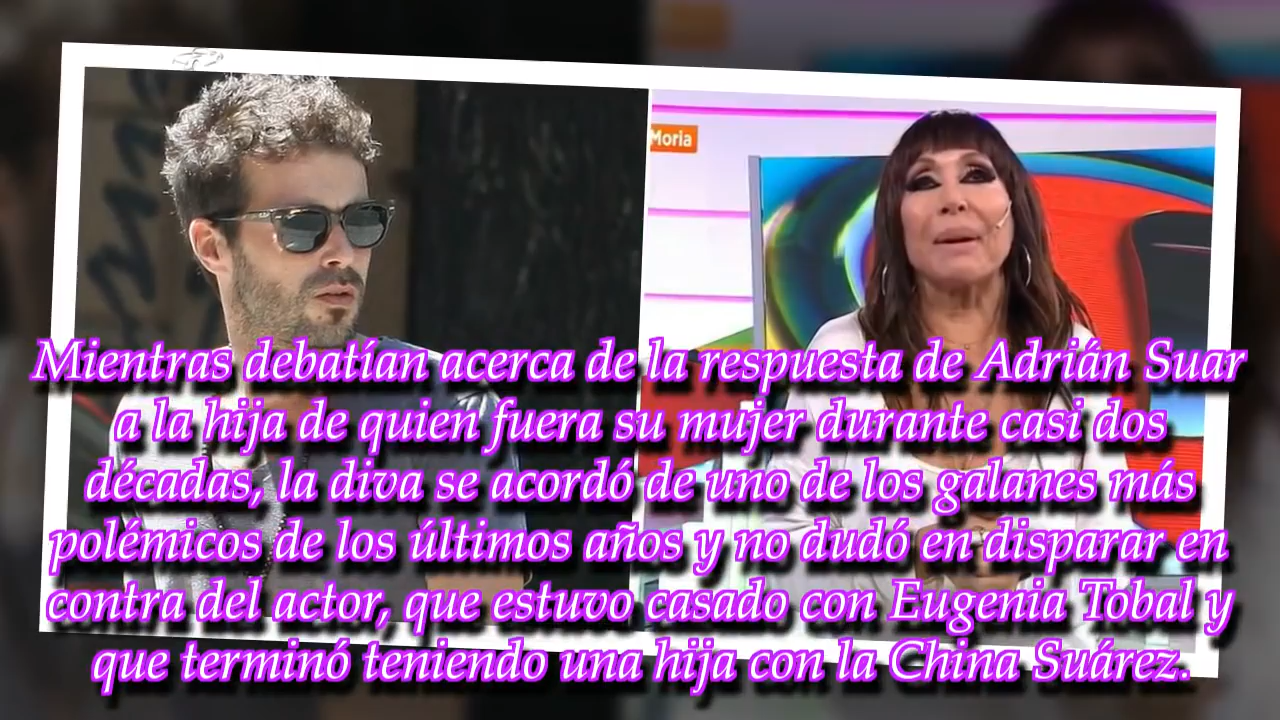 Moria
Mientras debatían acerca de la respuesta de Adrián Suar
a la hija de quien fuera su mujer durante casi dos
décadas, la diva se acordó de uno de los galanes más
polémicos de los últimos años y no dudó en disparar en
contra del actor, que estuvo casado con Eugenia Tobal y
que terminó teniendo una hija con la China Suárez.